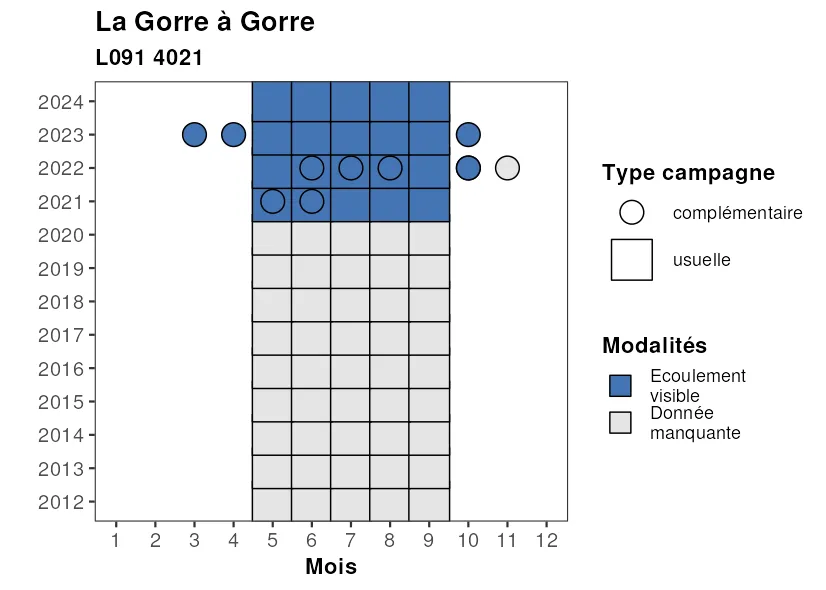 La Gorre à Gorre
L091 4021
2024
2023
2022
2021
2020
2019
2018
2017
2016
2015
2014
2013
2012
1 2 3 4 5 6 7 8 9 10 11 12
Mois
Type campagne
complémentaire
usuelle
Modalités
Ecoulement
visible
Donnée
manquante